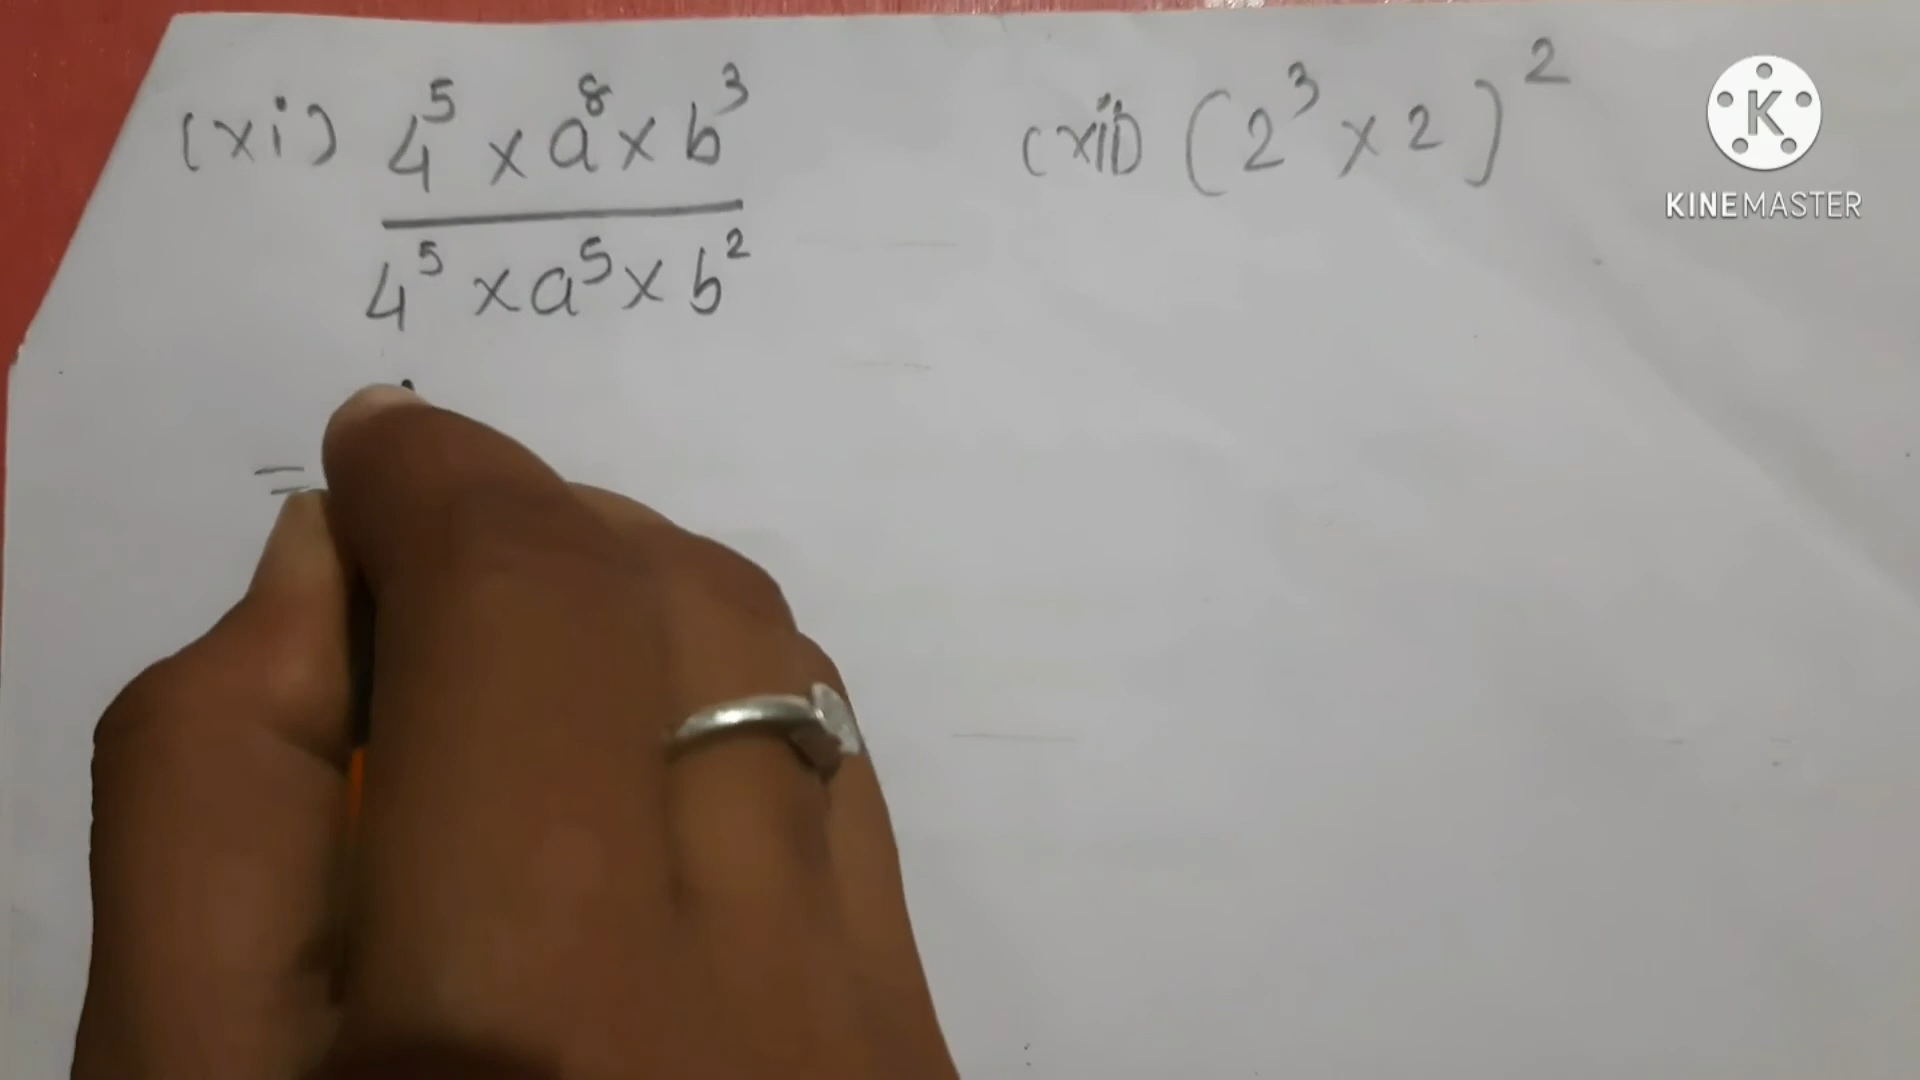 (xi) 4⁵ × a⁸ × b³
4⁵ × a⁵ × b²
=
(xii) (2³ × 2)²
K
KINEMASTER